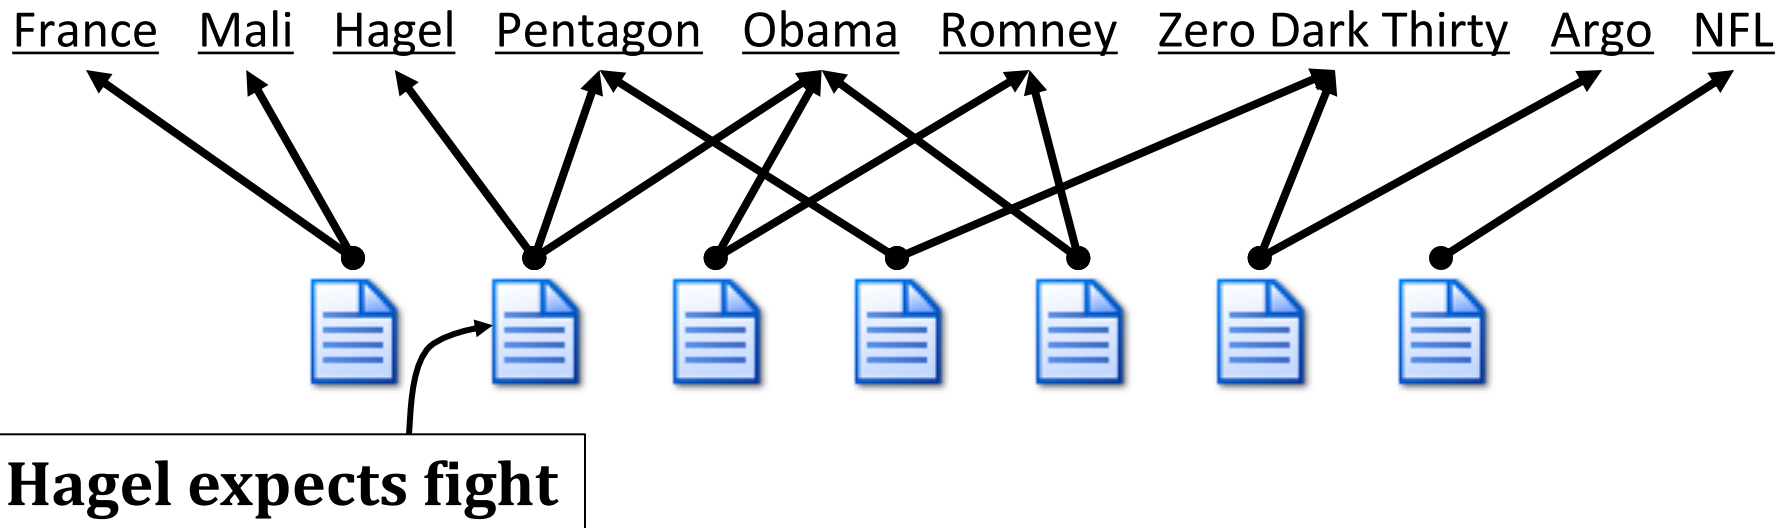 France Mali Hagel Pentagon Obama Romney Zero Dark Thirty Argo NFL
Hagel expects fight